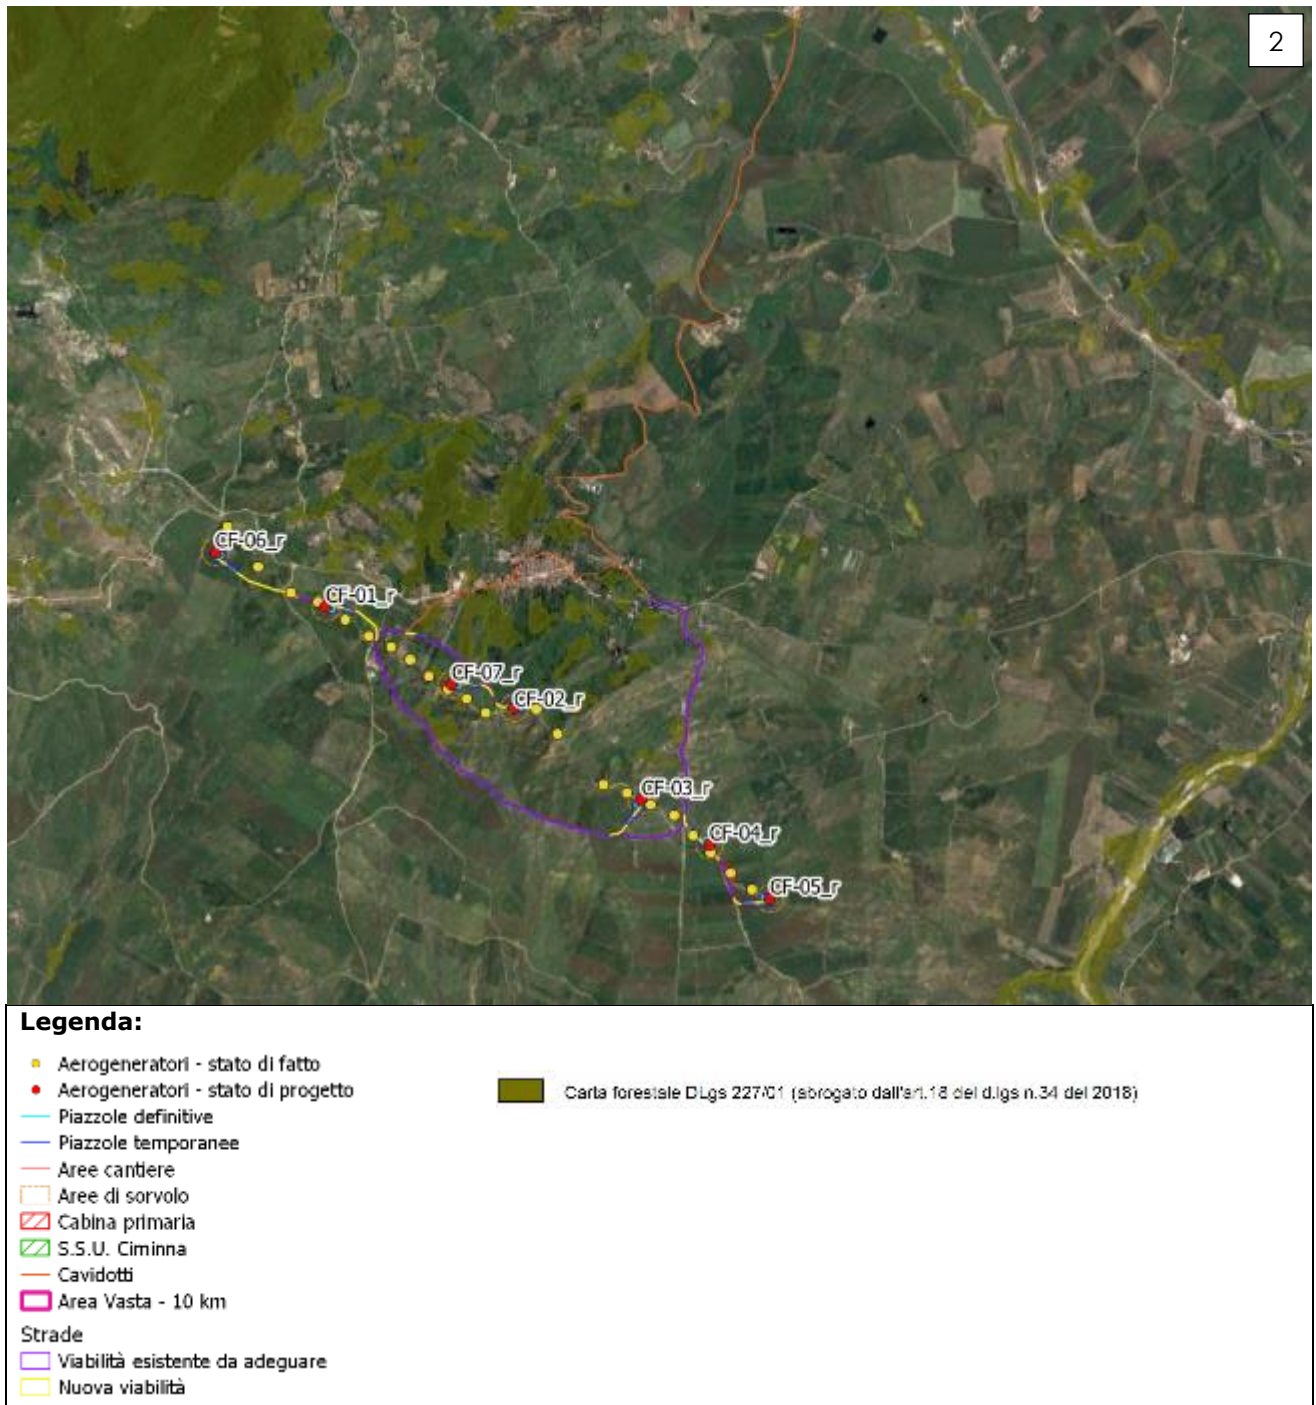 2
CF-06_r
CF-01_r
CF-07_r
CF-02_r
CF-03_r
CF-04_r
CF-05_r
Legenda:
Aerogeneratori - stato di fatto
Aerogeneratori - stato di progetto
Piazzole definitive
Piazzole temporanee
Aree cantiere
Aree di sorvolo
Cabina primaria
S.S.U. Ciminna
Cavidotti
Area Vasta - 10 km
Strade
Viabilità esistente da adeguare
Nuova viabilità
Carta forestale DLgs 227/01 (abrogato dall'art.18 del d.lgs n.34 del 2018)